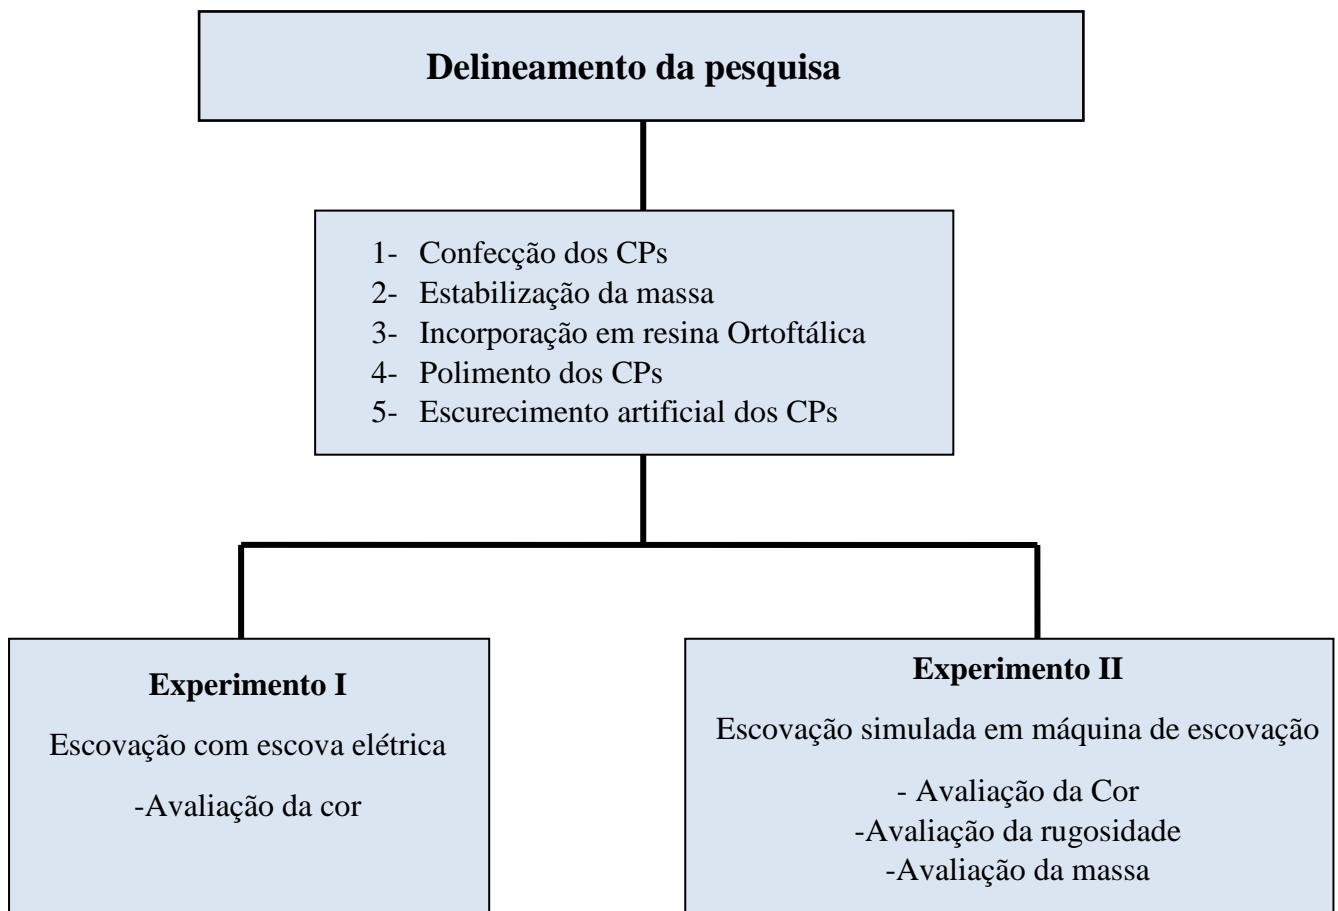 Delineamento da pesquisa
1- Confecção dos CPs
2- Estabilização da massa
3- Incorporação em resina Ortoftálica
4- Polimento dos CPs
5- Escurecimento artificial dos CPs
Experimento I
Escovação com escova elétrica
-Avaliação da cor
Experimento II
Escovação simulada em máquina de escovação
- Avaliação da Cor
-Avaliação da rugosidade
-Avaliação da massa